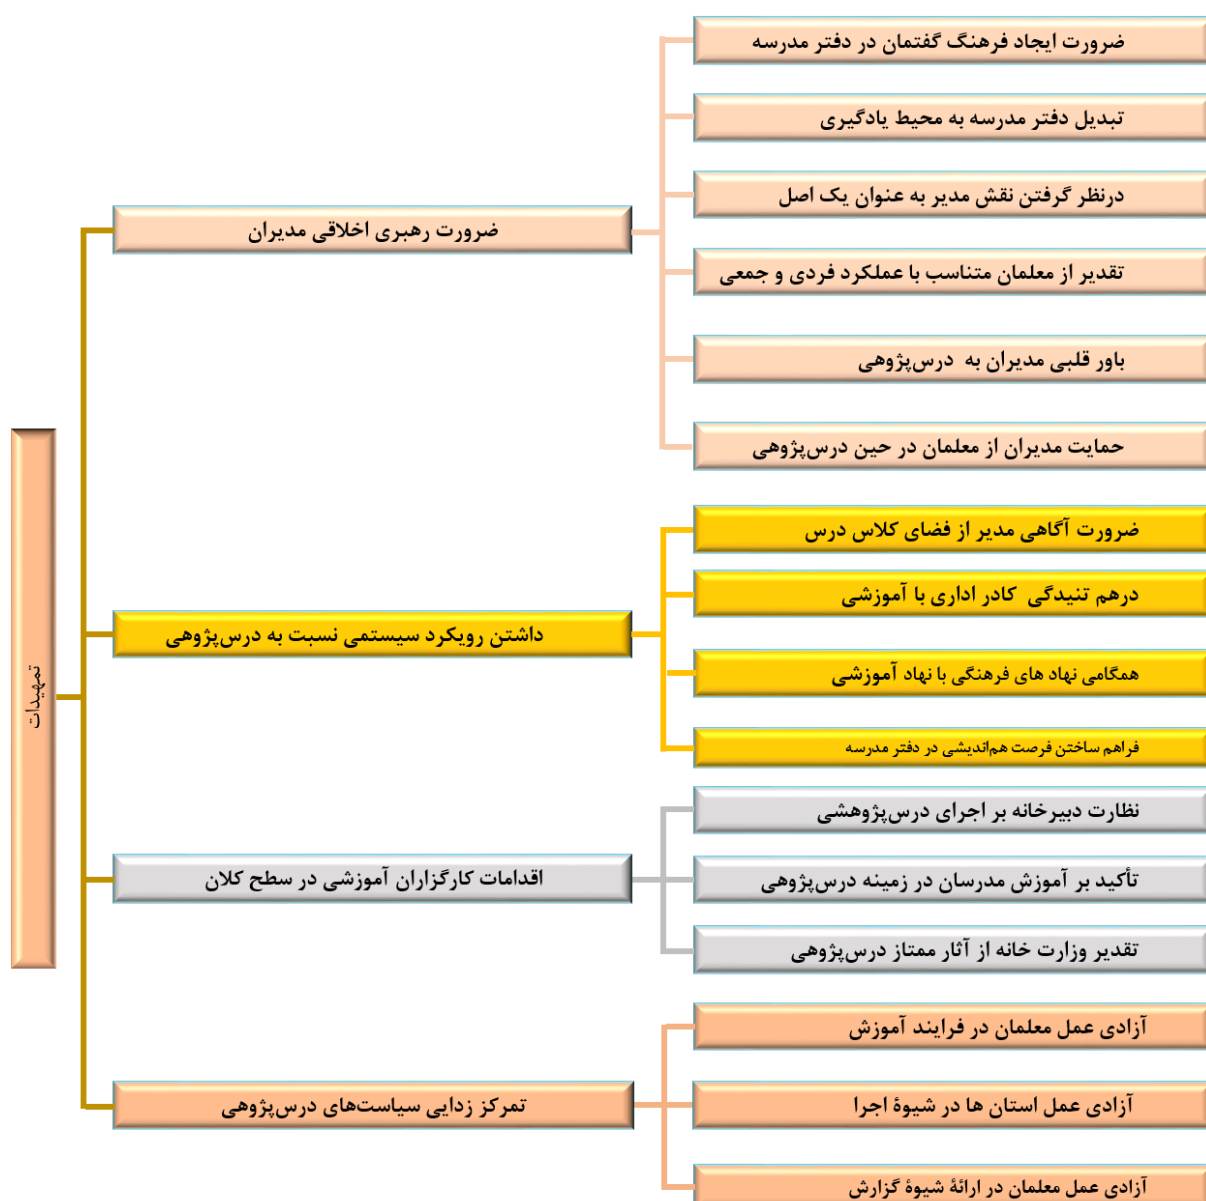 تمهیدات
ضرورت رهبری اخلاقی مدیران
ضرورت ایجاد فرهنگ گفتمان در دفتر مدرسه
تبدیل دفتر مدرسه به محیط یادگیری
درنظر گرفتن نقش مدیر به عنوان یک اصل
تقدیر از معلمان متناسب با عملکرد فردی و جمعی
باور قلبی مدیران به درس‌پژوهی
حمایت مدیران از معلمان در حین درس‌پژوهی
داشتن رویکرد سیستمی نسبت به درس‌پژوهی
ضرورت آگاهی مدیر از فضای کلاس درس
درهم تنیدگی کادر اداری با آموزشی
همگامی نهاد های فرهنگی با نهاد آموزشی
فراهم ساختن فرصت هم‌اندیشی در دفتر مدرسه
اقدامات کارگزاران آموزشی در سطح کلان
نظارت دبیرخانه بر اجرای درس‌پژوهشی
تأکید بر آموزش مدرسان در زمینه درس‌پژوهی
تقدیر وزارت خانه از آثار ممتاز درس‌پژوهی
تمرکز زدایی سیاست‌های درس‌پژوهی
آزادی عمل معلمان در فرایند آموزش
آزادی عمل استان ها در شیوۀ اجرا
آزادی عمل معلمان در ارائۀ شیوۀ گزارش